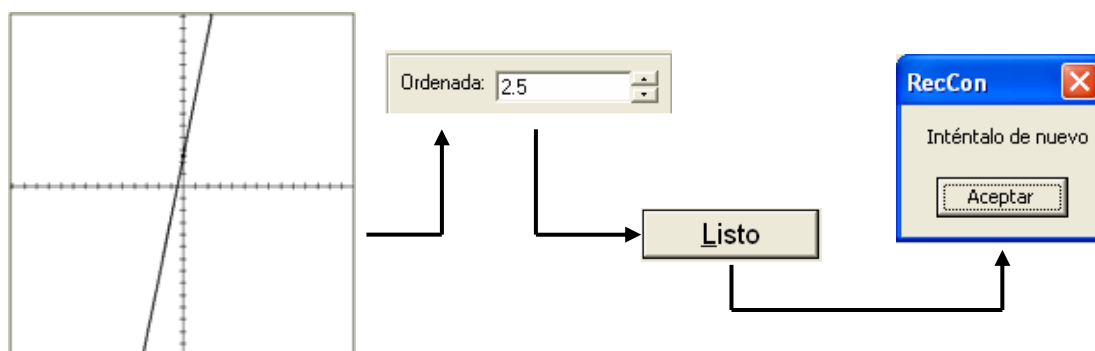 Ordenada: 2.5
Listo
RecCon
Inténtalo de nuevo
Aceptar